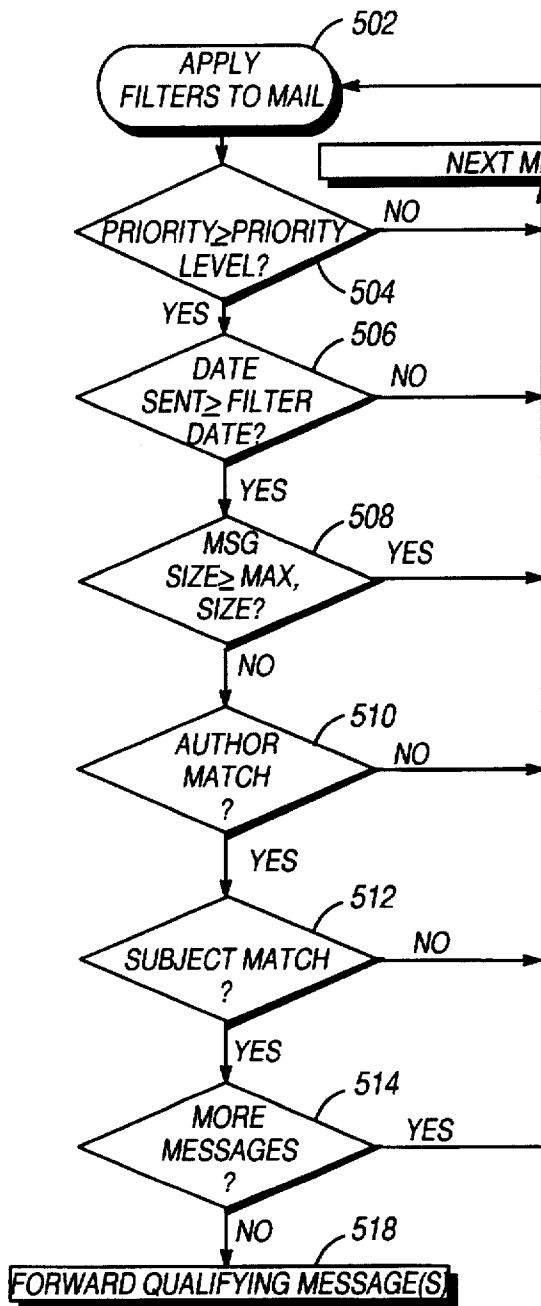 502
APPLY
FILTERS TO MAIL
NEXT
PRIORITY≥PRIORITY
LEVEL?
NO
504
YES
506
DATE
SENT≥ FILTER
DATE?
NO
YES
508
MSG
SIZE≥ MAX,
SIZE?
YES
NO
510
AUTHOR
MATCH
?
NO
YES
512
SUBJECT MATCH
?
NO
YES
514
MORE
MESSAGES
?
YES
NO
518
FORWARD QUALIFYING MESSAGE(S)